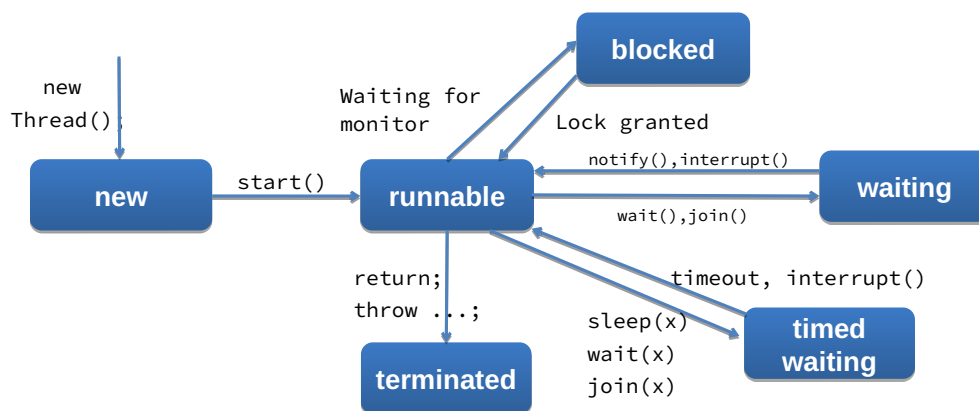 new
Thread();
blocked
Waiting for
monitor
Lock granted
notify(),interrupt()
new
start()
runnable
waiting
wait(),join()
return;
throw ...;
timeout, interrupt()
sleep(x)
wait(x)
join(x)
timed
waiting
terminated